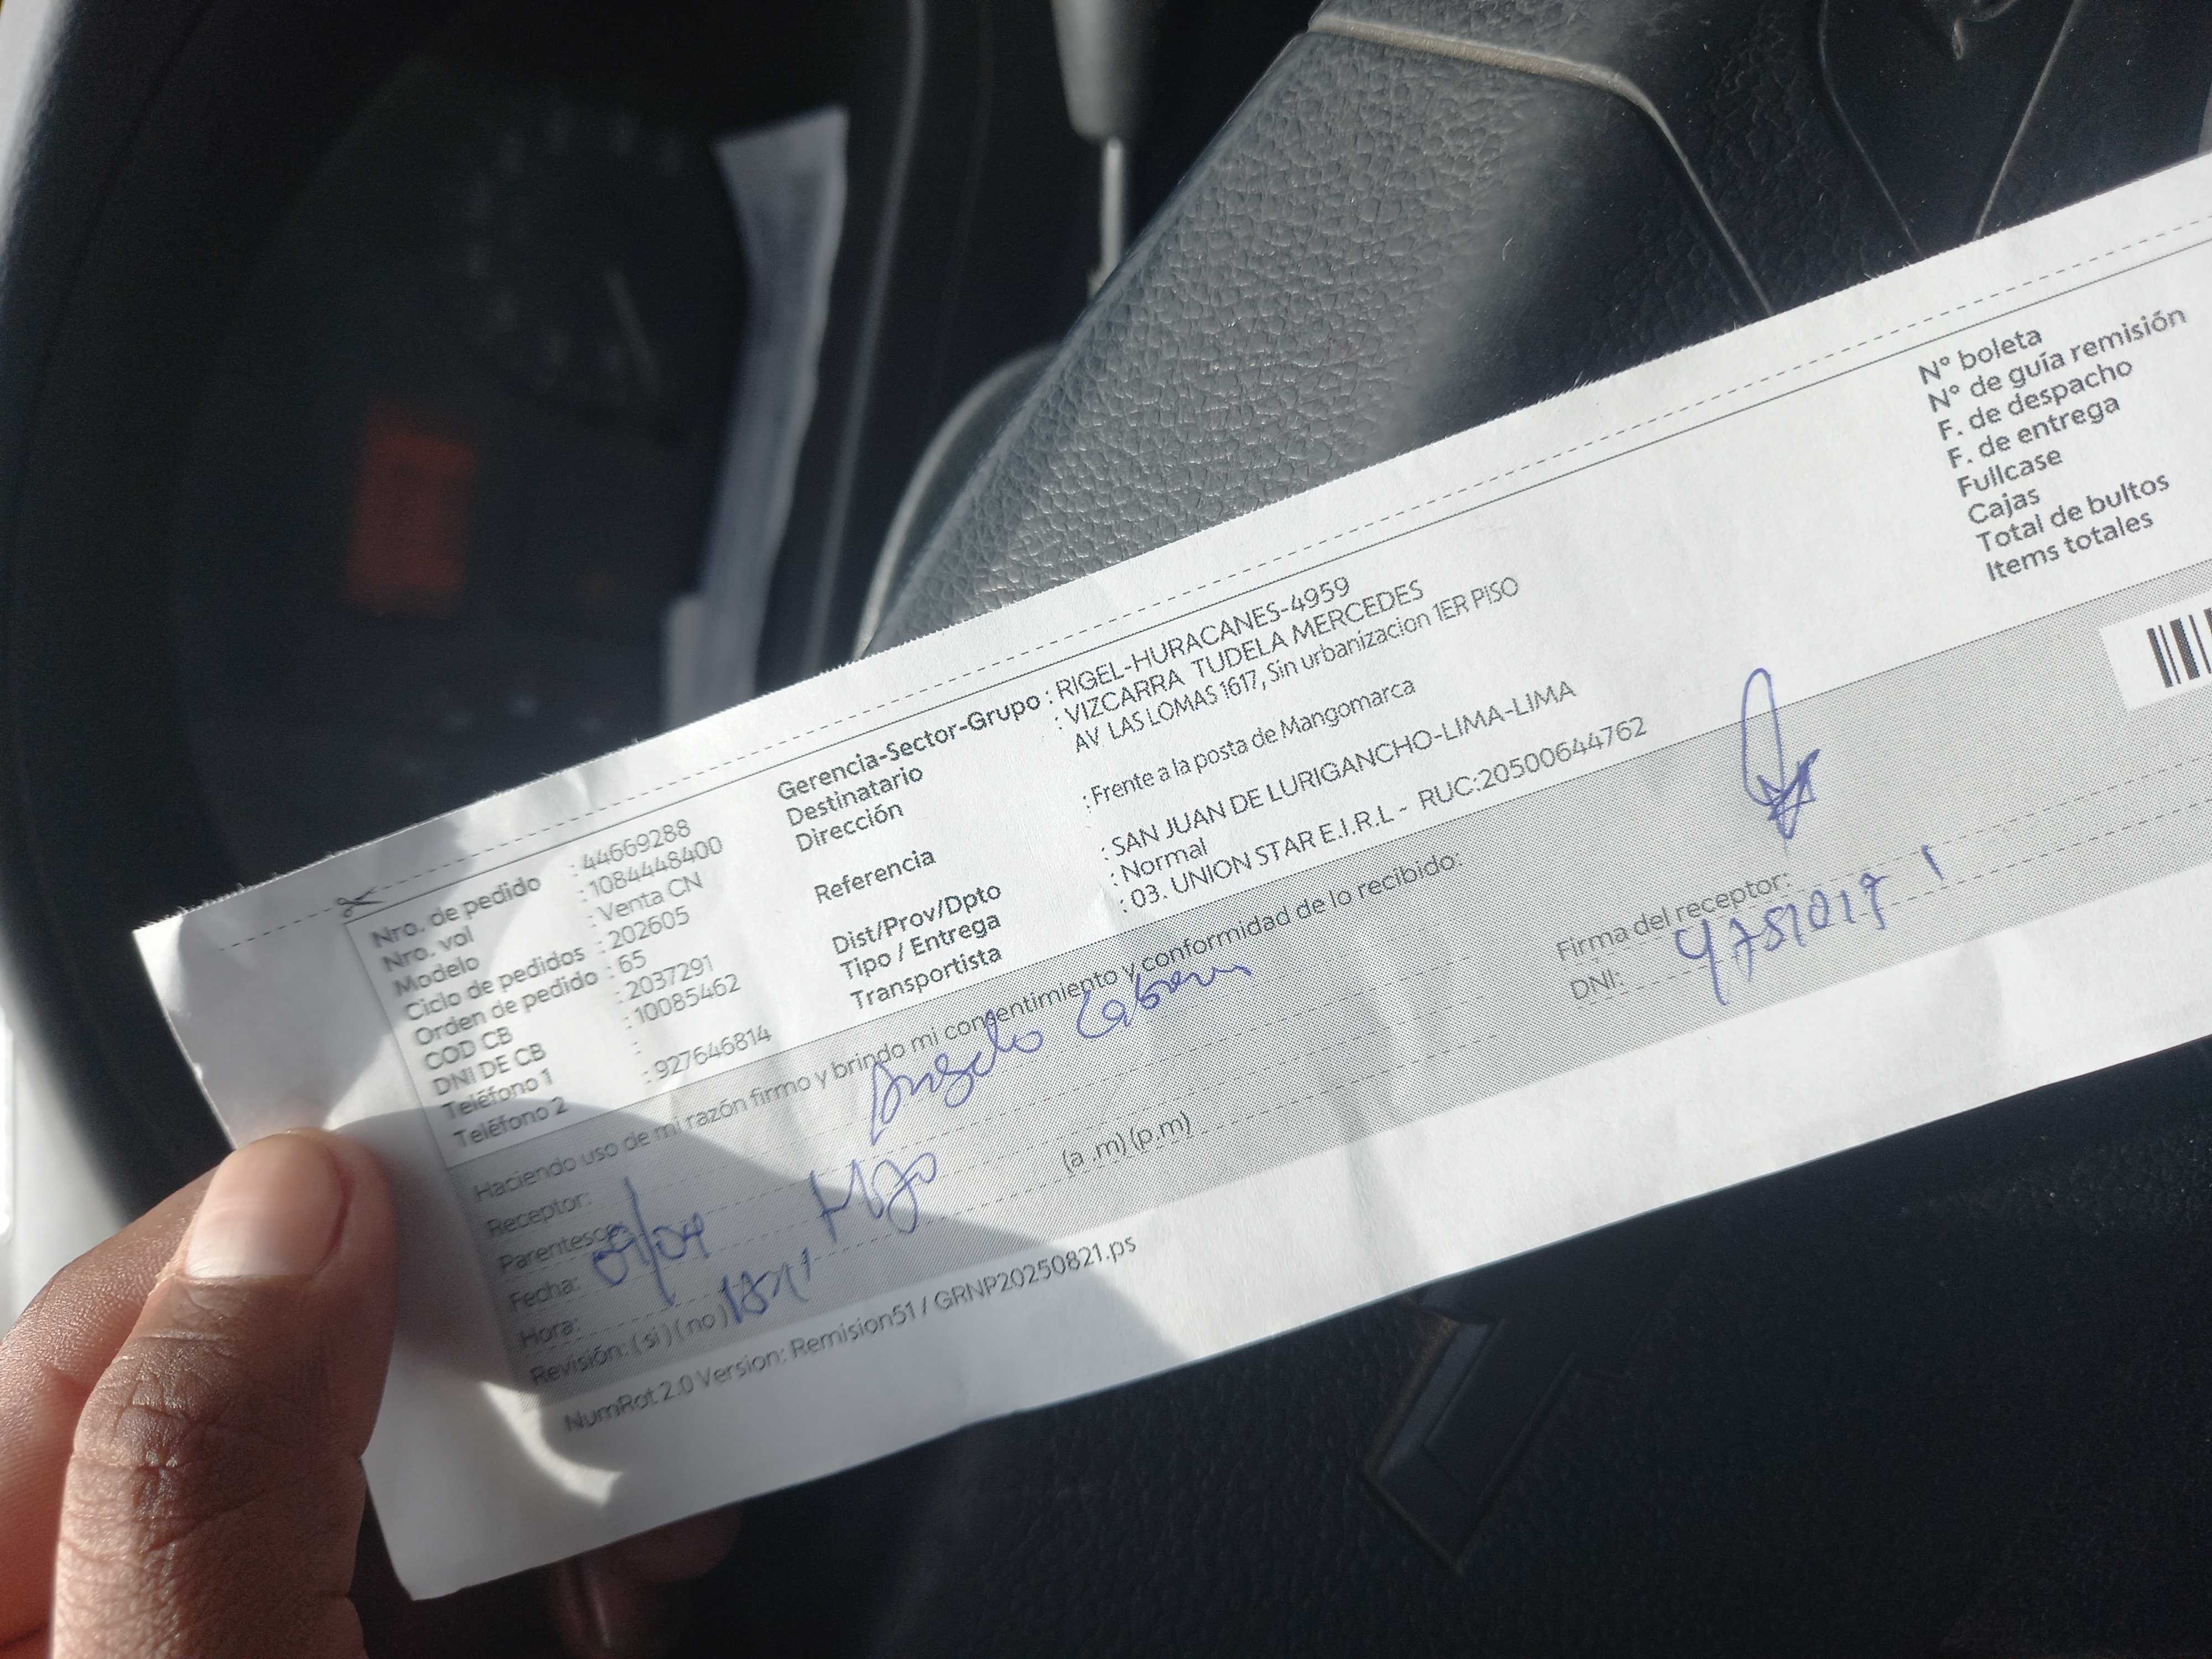 Nro. de pedido : 44669288
Nro. vol : 1084448400
Modelo : Venta CN
Ciclo de pedidos : 202605
Orden de pedido : 65
COD CB : 2037291
DNI DE CB : 10085462
Teléfono 1 :
Teléfono 2 : 927646814
Gerencia-Sector-Grupo : RIGEL-HURACANES-4959
Destinatario : VIZCARRA TUDELA MERCEDES
Dirección AV LAS LOMAS 1617, Sin urbanizacion 1ER PISO
Referencia : Frente a la posta de Mangomarca
Dist/Prov/Dpto : SAN JUAN DE LURIGANCHO-LIMA-LIMA
Tipo / Entrega : Normal
Transportista : 03. UNION STAR E.I.R.L - RUC:20500644762
N° boleta
N° de guía remisión
F. de despacho
F. de entrega
Fullcase
Cajas
Total de bultos
Items totales
Haciendo uso de mi razón firmo y brindo mi consentimiento y conformidad de lo recibido:
Receptor:
Parentesco:
Fecha:
Hora: (a .m) (p.m)
Revisión: ( si ) ( no )
Firma del receptor:
DNI:
NumRot 2.0 Version: Remision51 / GRNP20250821.ps